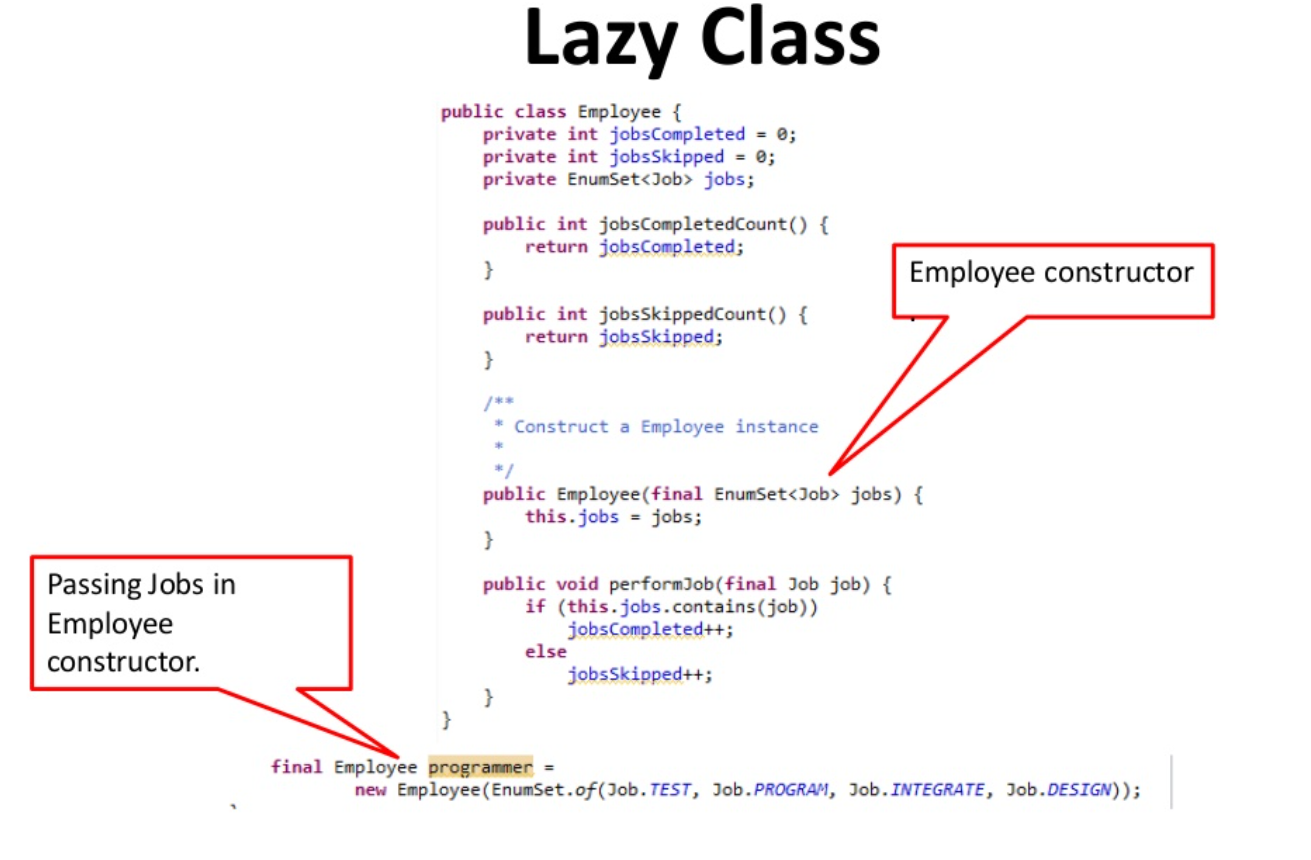 Lazy Class
public class Employee {
private int jobsCompleted = 0;
private int jobsSkipped = 0;
private EnumSet<Job> jobs;
public int jobsCompletedCount() {
return jobsCompleted;
}
public int jobsSkippedCount() {
return jobsSkipped;
}
/**
* Construct a Employee instance
*
*/
public Employee(final EnumSet<Job> jobs) {
this.jobs = jobs;
}
public void performJob(final Job job) {
if (this.jobs.contains(job))
jobsCompleted++;
else
jobsSkipped++;
}
}
Employee constructor
.
Passing Jobs in
Employee
constructor.
final Employee programmer =
new Employee(EnumSet.of(Job.TEST, Job.PROGRAM, Job.INTEGRATE, Job.DESIGN));